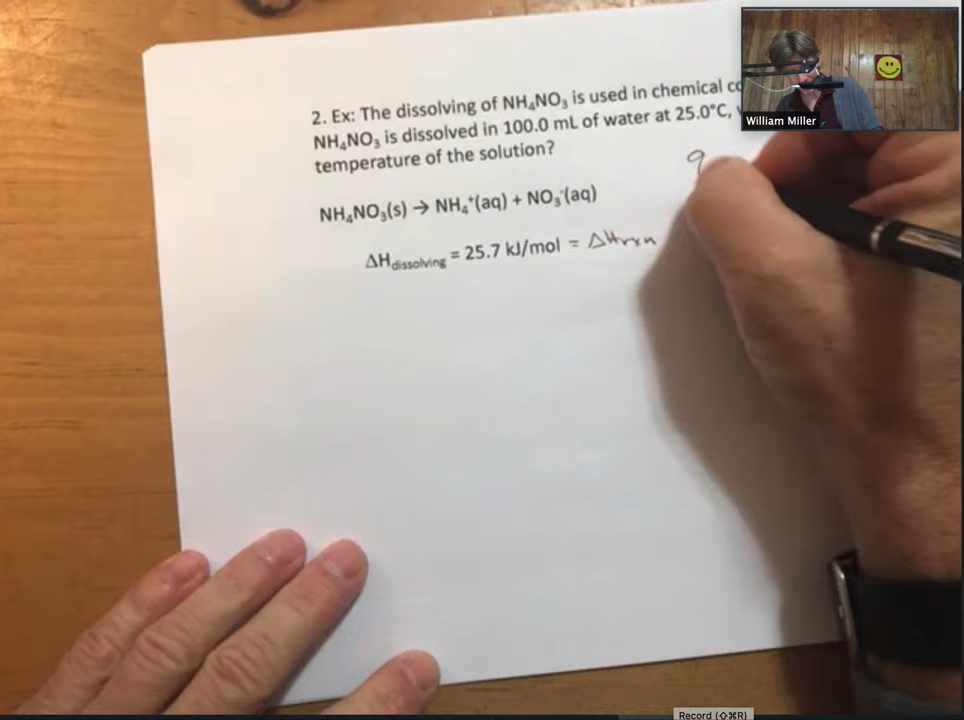 2. Ex: The dissolving of NH₄NO₃ is used in chemical
NH₄NO₃ is dissolved in 100.0 mL of water at 25.0°C,
temperature of the solution?
NH₄NO₃(s) → NH₄⁺(aq) + NO₃⁻(aq)
ΔHdissolving = 25.7 kJ/mol = ΔHrxn
q
William Miller
Record (⇧⌘R)